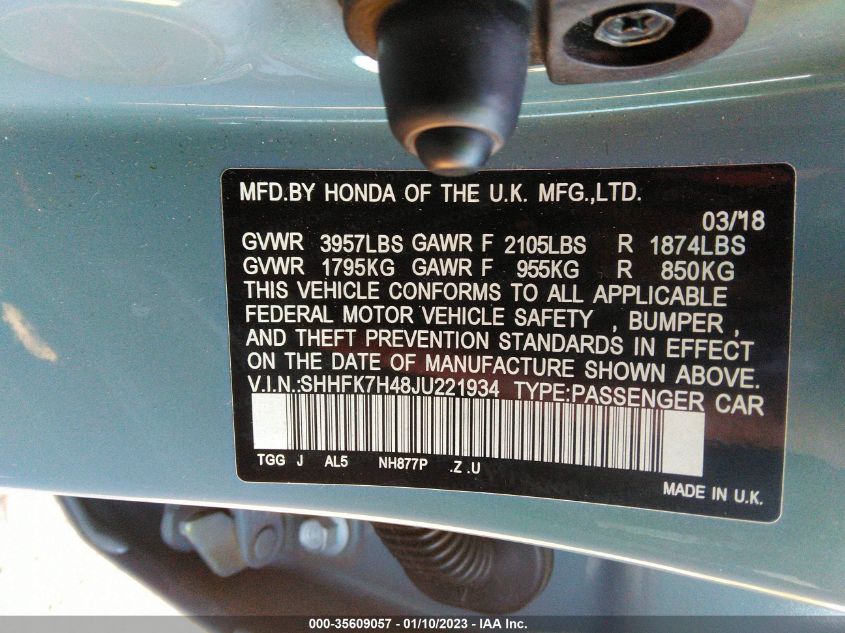 MFD.BY HONDA OF THE U.K. MFG.,LTD.
03/'18
GVWR 3957LBS GAWR F 2105LBS R 1874LBS
GVWR 1795KG GAWR F 955KG R 850KG
THIS VEHICLE CONFORMS TO ALL APPLICABLE
FEDERAL MOTOR VEHICLE SAFETY , BUMPER ,
AND THEFT PREVENTION STANDARDS IN EFFECT
ON THE DATE OF MANUFACTURE SHOWN ABOVE.
V.I.N.:SHHFK7H48JU221934 TYPE:PASSENGER CAR
TGG J AL5 NH877P .Z .U
MADE IN U.K.
000-35609057 — 01/10/2023 — IAA Inc.